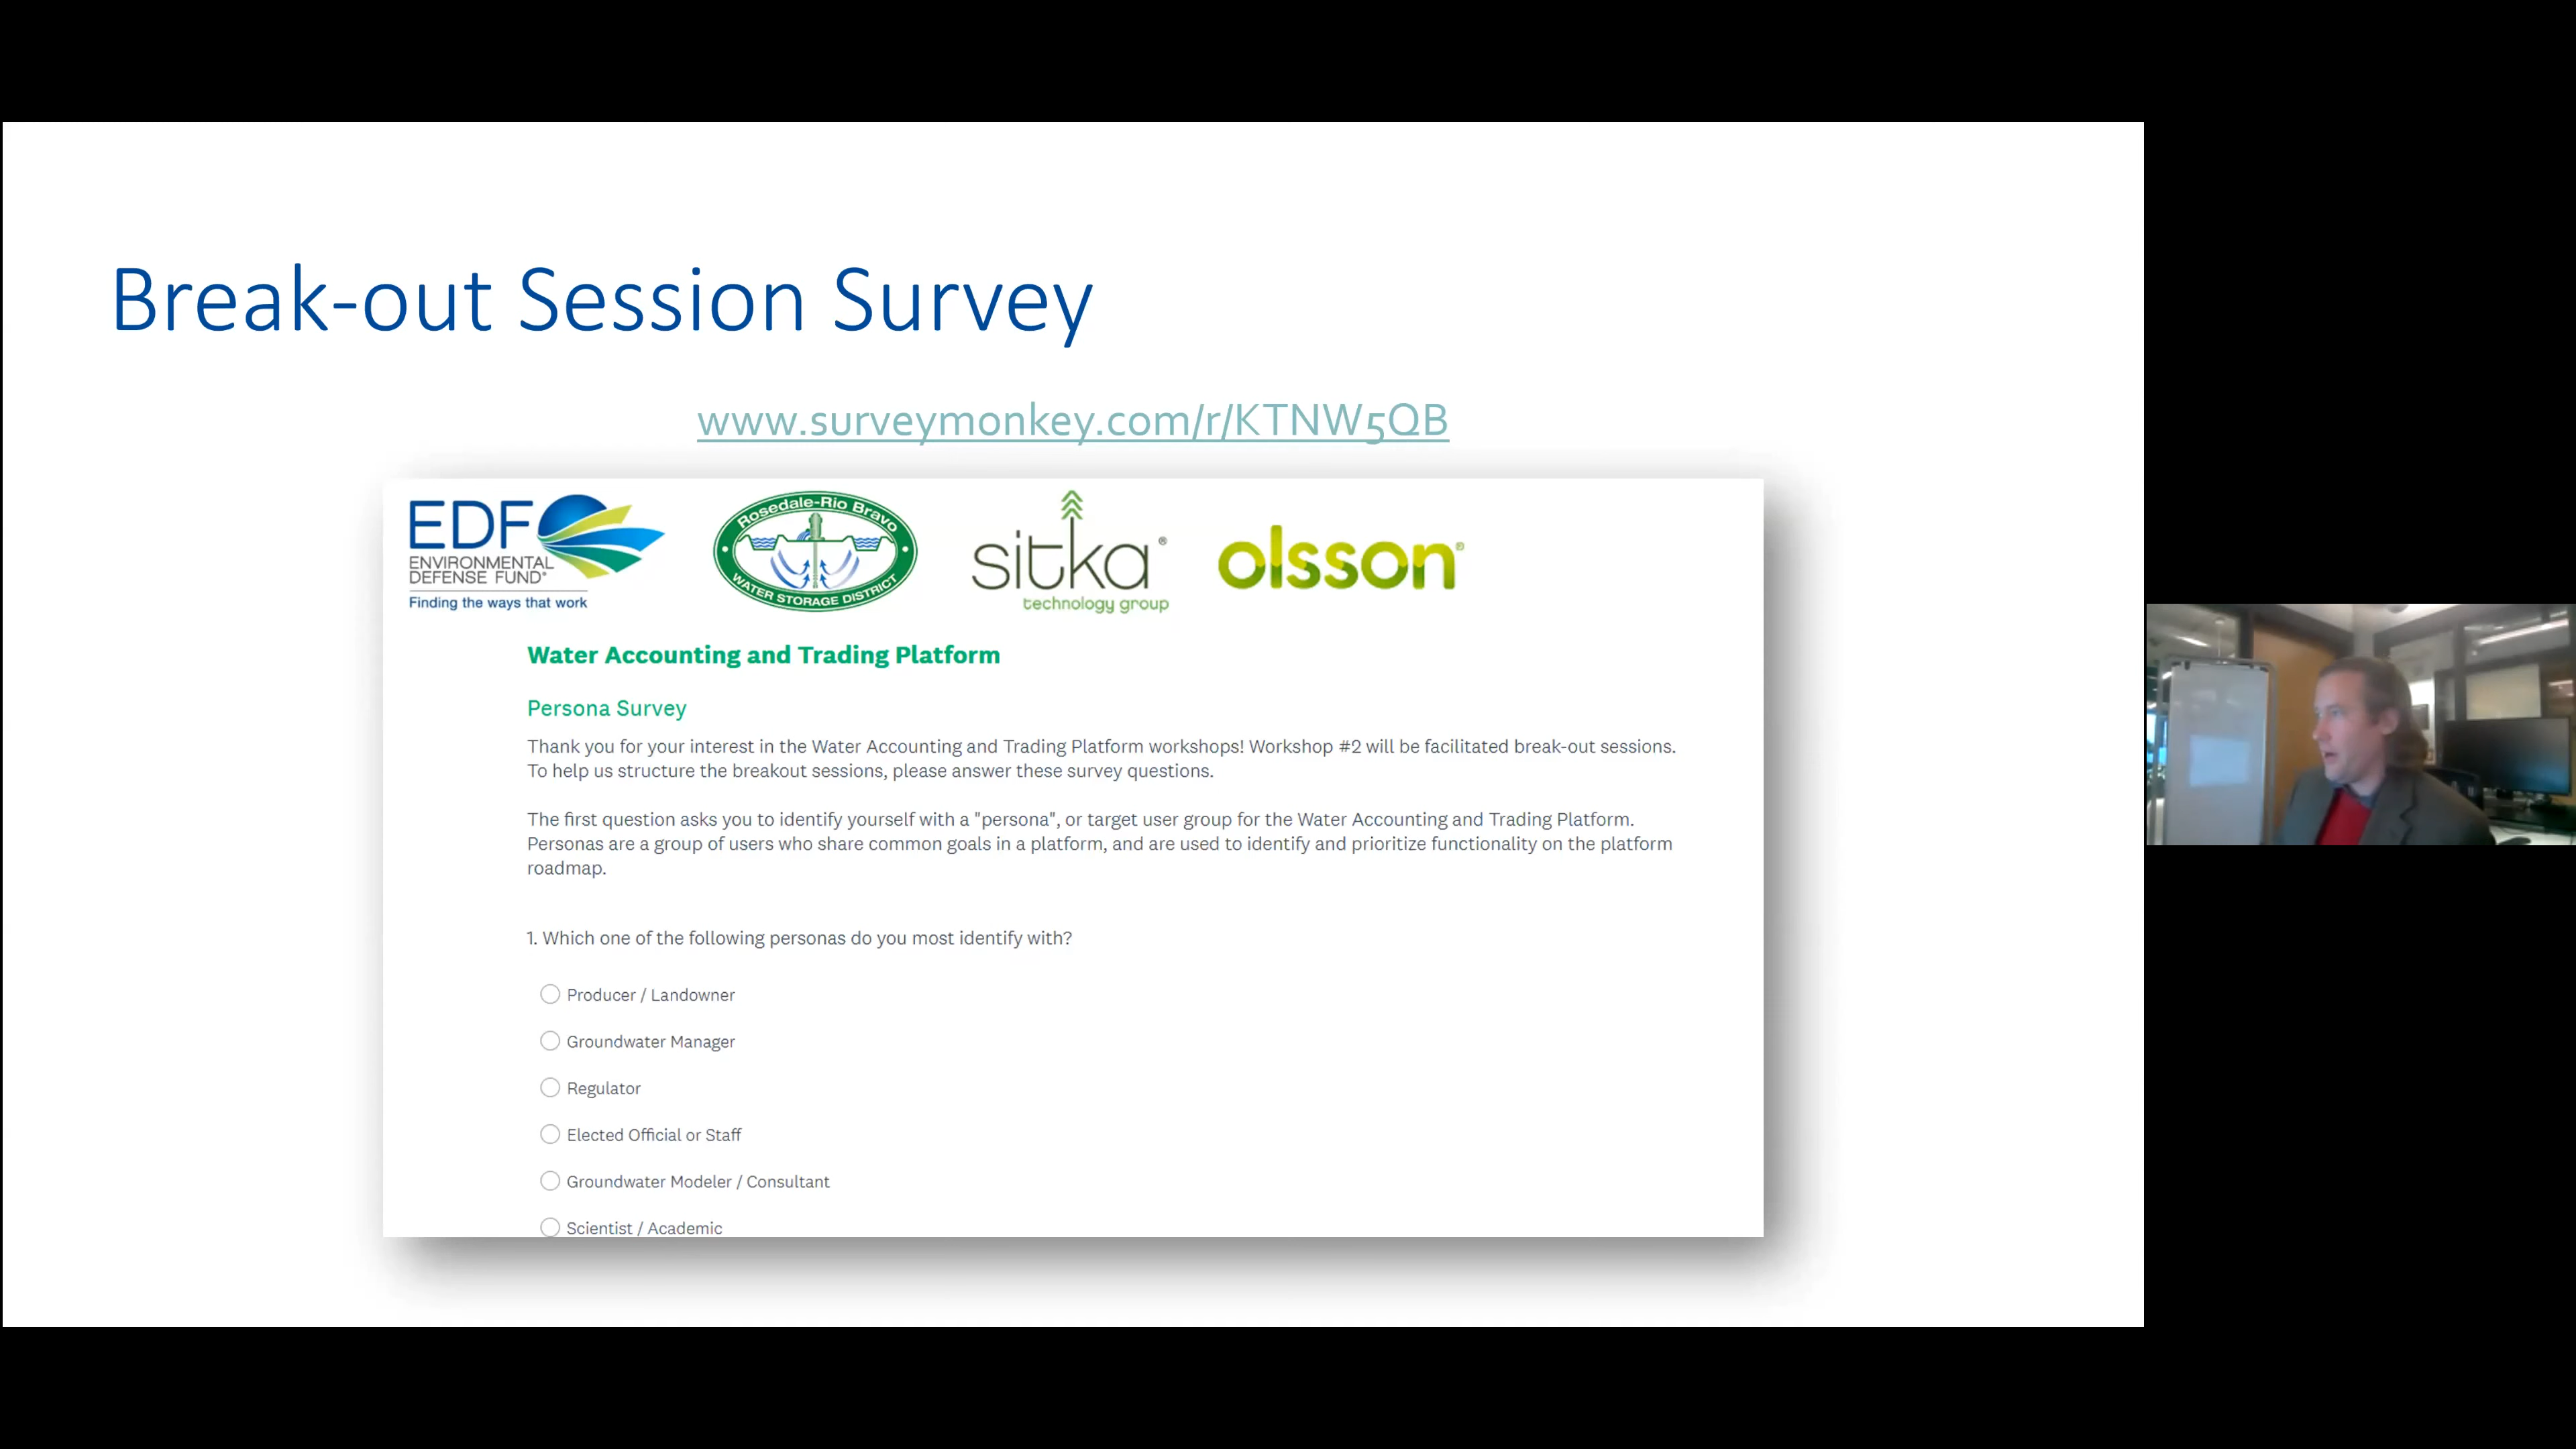 Break-out Session Survey
www.surveymonkey.com/r/KTNW5QB
EDF
ENVIRONMENTAL
DEFENSE FUND®
Finding the ways that work
Rosedale-Rio Bravo
WATER STORAGE DISTRICT
sitka®
technology group
olsson®
Water Accounting and Trading Platform
Persona Survey
Thank you for your interest in the Water Accounting and Trading Platform workshops! Workshop #2 will be facilitated break-out sessions.
To help us structure the breakout sessions, please answer these survey questions.
The first question asks you to identify yourself with a "persona", or target user group for the Water Accounting and Trading Platform.
Personas are a group of users who share common goals in a platform, and are used to identify and prioritize functionality on the platform
roadmap.
1. Which one of the following personas do you most identify with?
Producer / Landowner
Groundwater Manager
Regulator
Elected Official or Staff
Groundwater Modeler / Consultant
Scientist / Academic